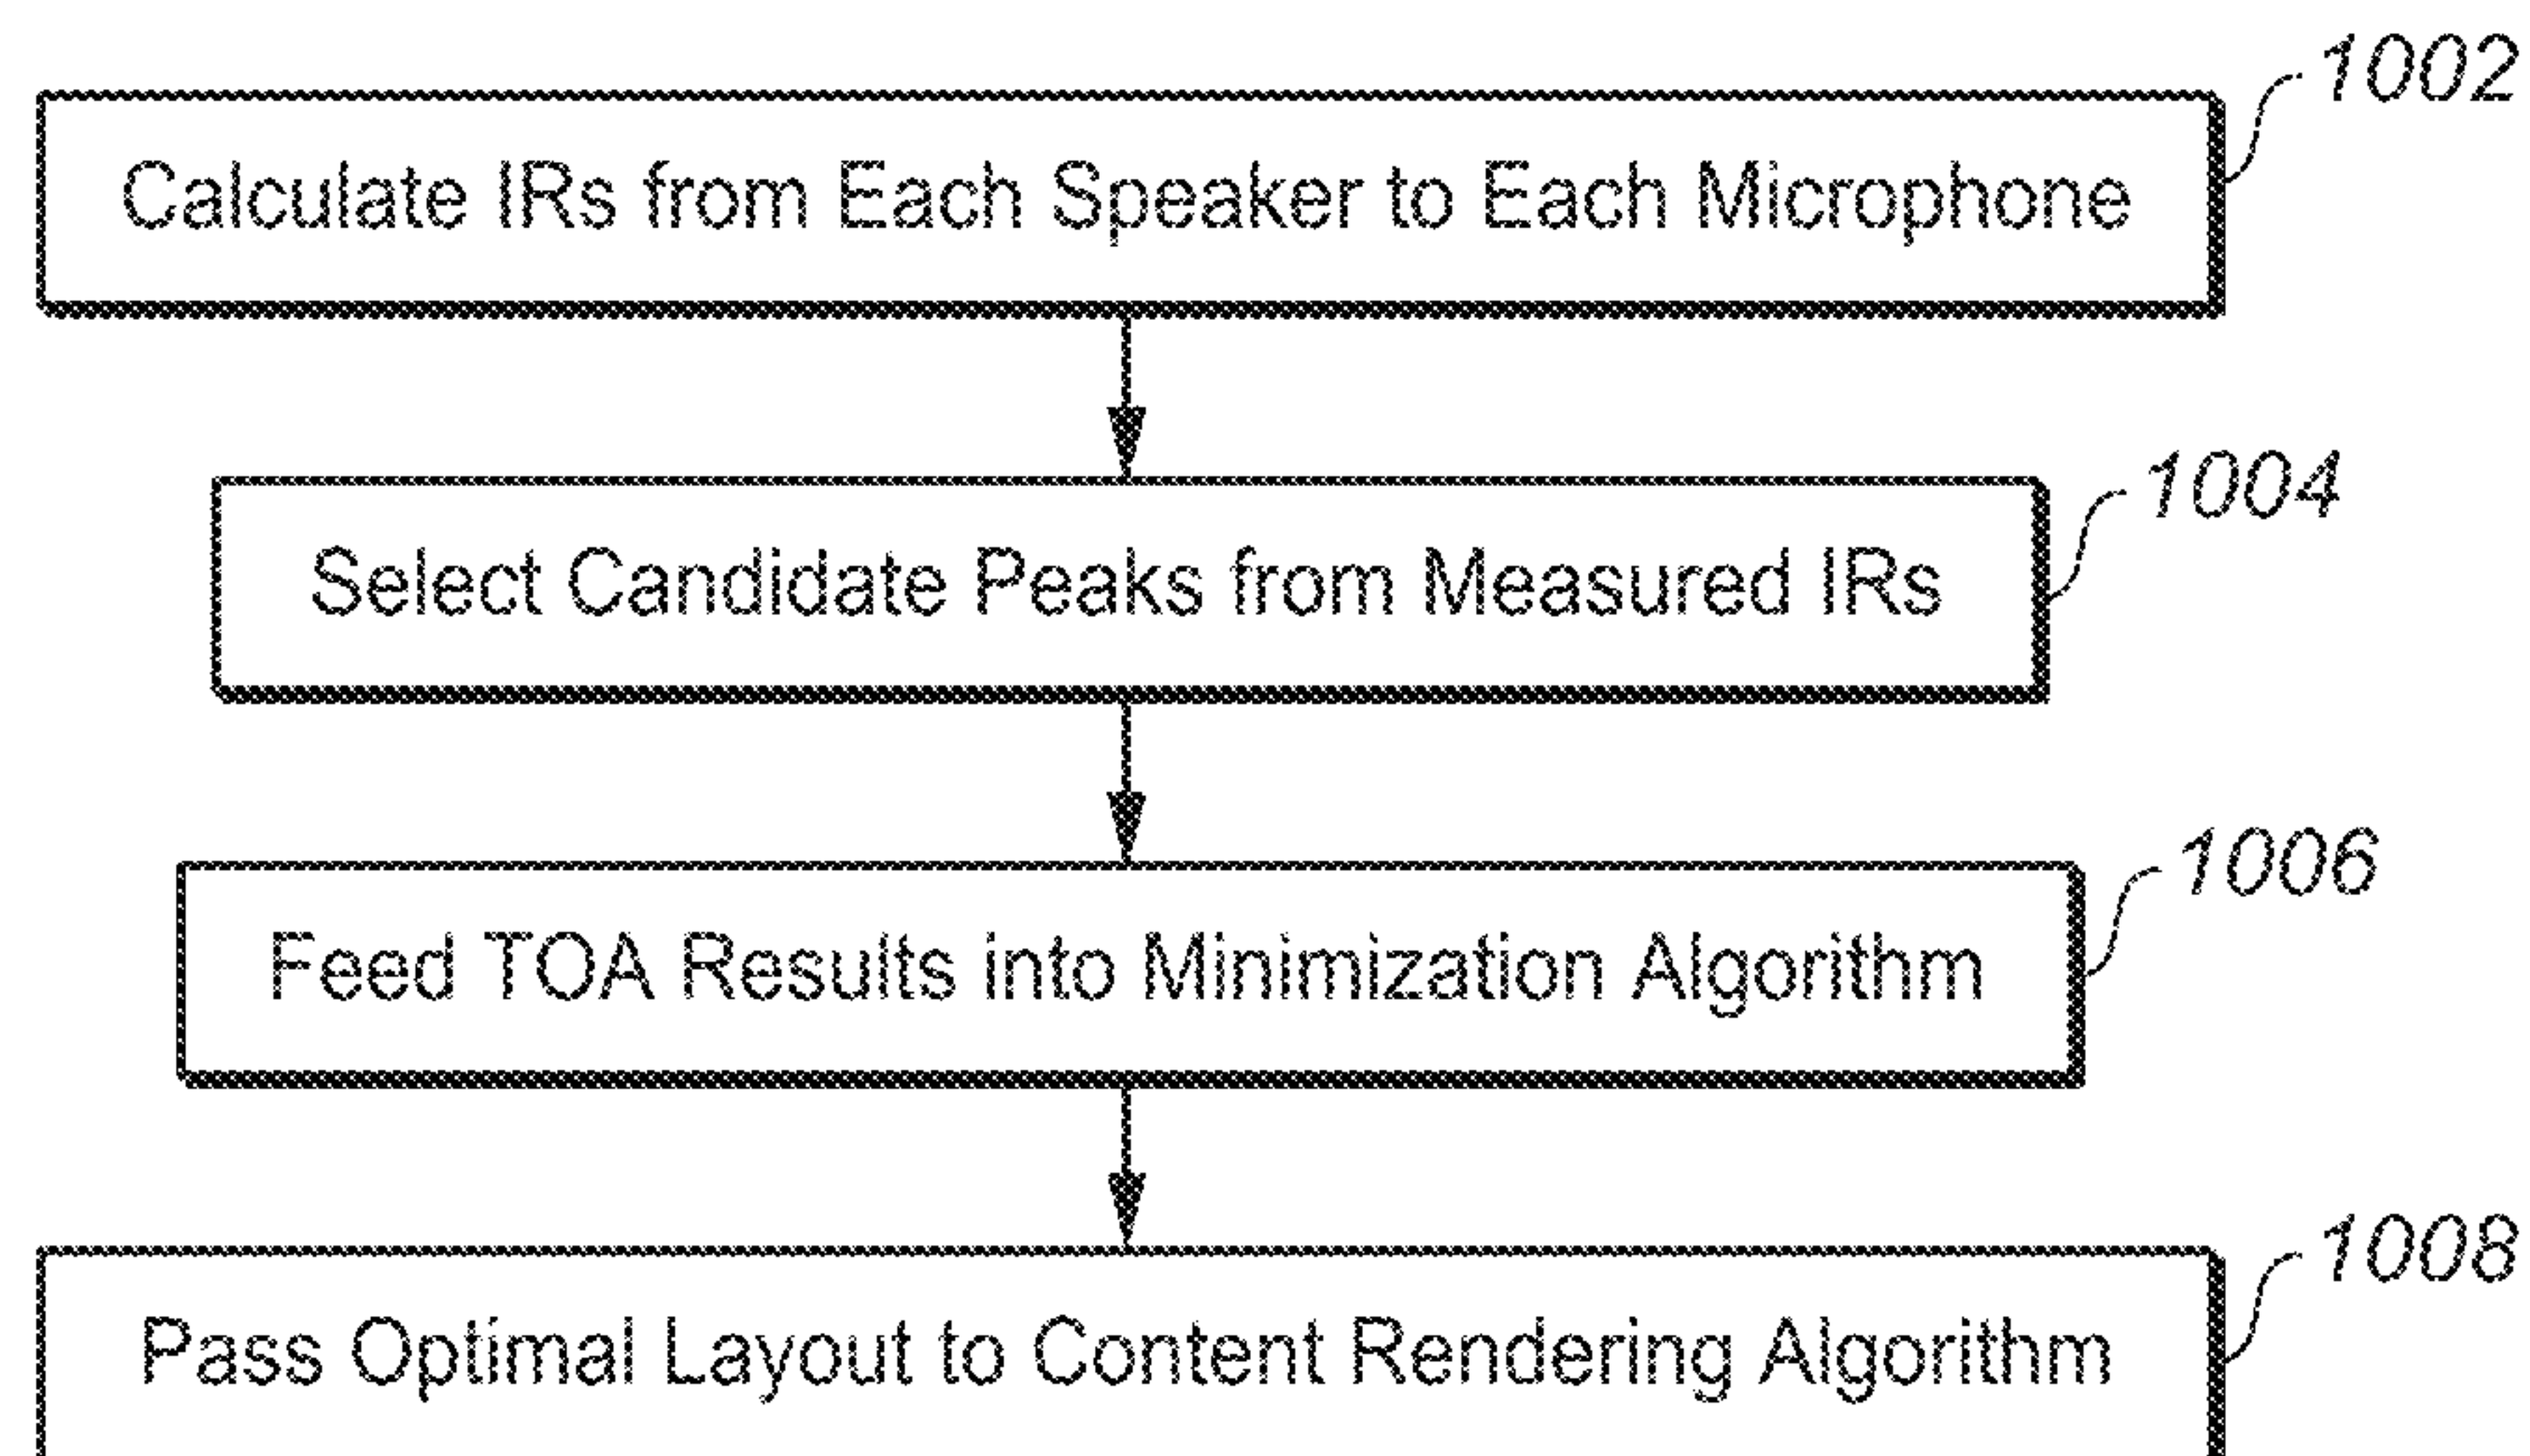 1002
Calculate IRs from Each Speaker to Each Microphone
1004
Select Candidate Peaks from Measured IRs
1006
Feed TOA Results into Minimization Algorithm
1008
Pass Optimal Layout to Content Rendering Algorithm